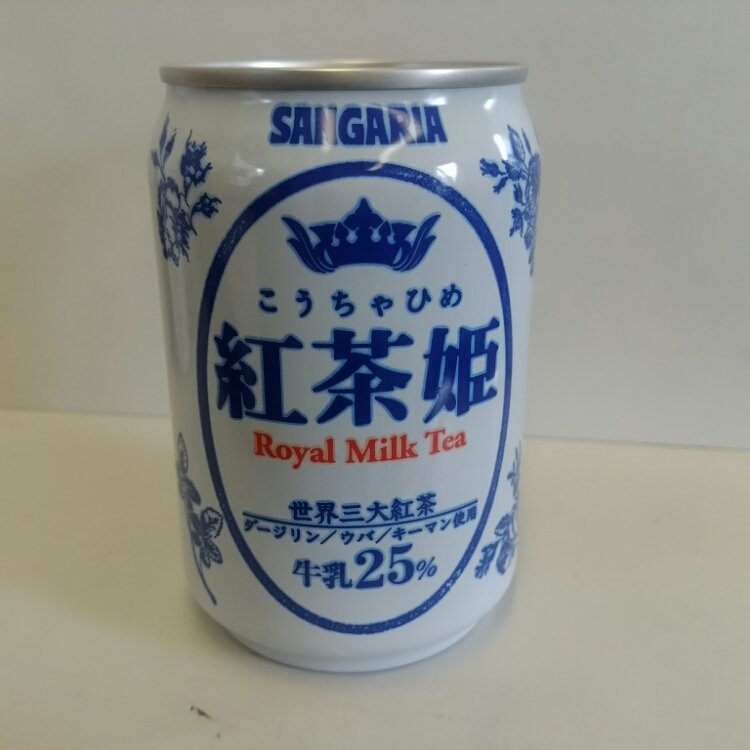 SANGARIA
こうちゃひめ
紅茶姫
Royal Milk Tea
世界三大紅茶
ダージリン／ウバ／キーマン使用
牛乳25%